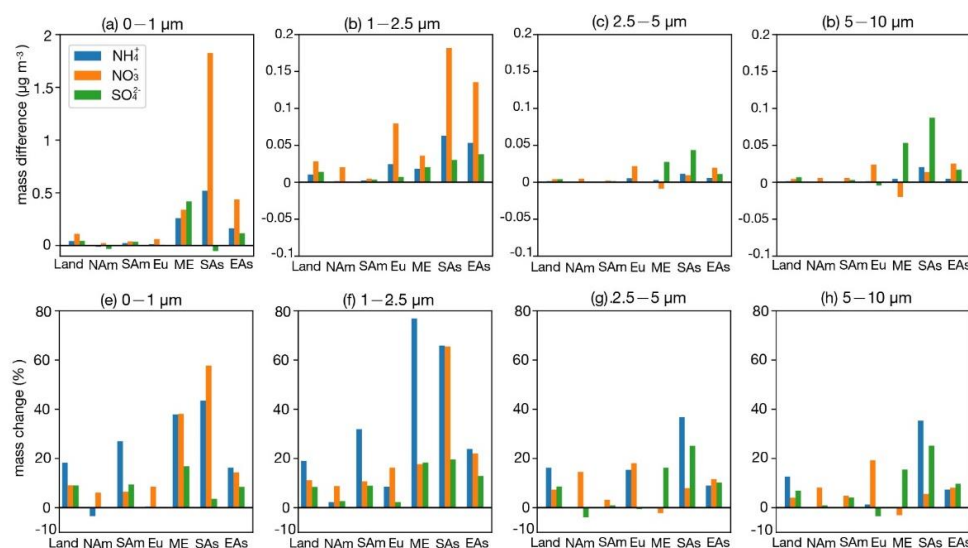 (a) 0−1 µm
(b) 1−2.5 µm
(c) 2.5−5 µm
(b) 5−10 µm
mass difference (µg m⁻³)
2
1.5
1
0.5
0
NH₄⁺
NO₃⁻
SO₄²⁻
0.2
0.15
0.1
0.05
0
-0.05
-0.1
0.2
0.15
0.1
0.05
0
-0.05
-0.1
0.2
0.15
0.1
0.05
0
-0.05
-0.1
Land NAm SAm Eu ME SAs EAs
Land NAm SAm Eu ME SAs EAs
Land NAm SAm Eu ME SAs EAs
Land NAm SAm Eu ME SAs EAs
(e) 0−1 µm
(f) 1−2.5 µm
(g).2.5−5 µm
(h) 5−10 µm
mass change (%)
80
60
40
20
0
-10
80
60
40
20
0
-10
80
60
40
20
0
-10
80
60
40
20
0
-10
Land NAm SAm Eu ME SAs EAs
Land NAm SAm Eu ME SAs EAs
Land NAm SAm Eu ME SAs EAs
Land NAm SAm Eu ME SAs EAs